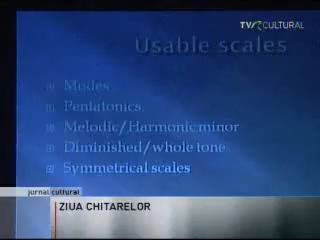 TVR CULTURAL
Usable scales
Modes
Pentatonics
Melodic/Harmonic minor
Diminished/whole tone
Symmetrical scales
jurnal cultural
ZIUA CHITARELOR